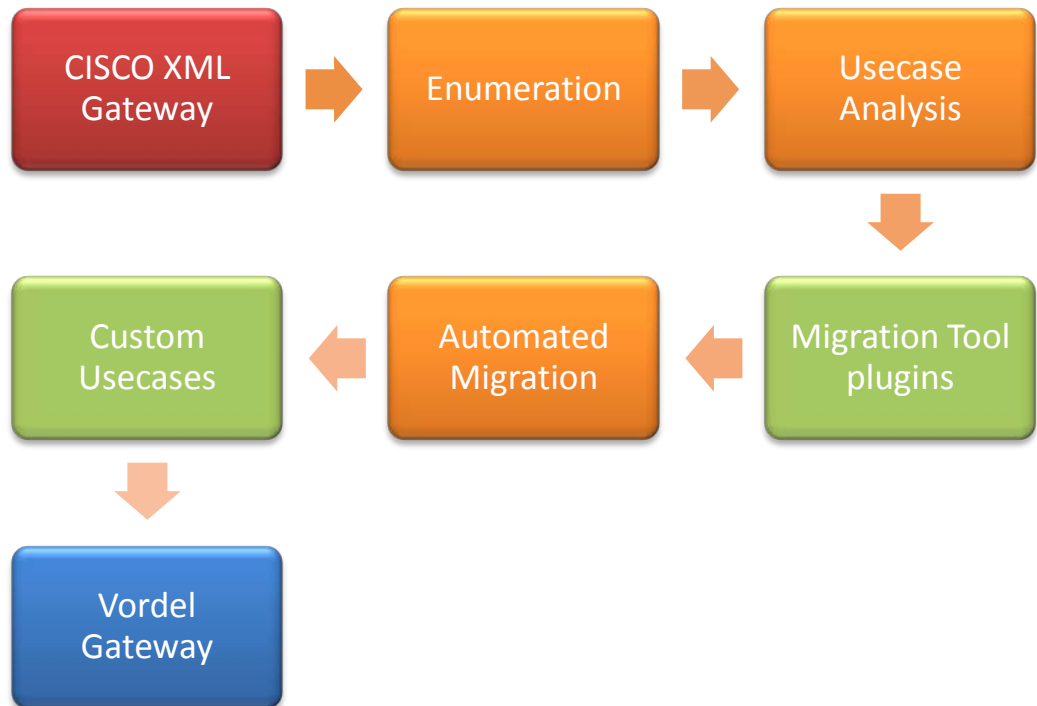 CISCO XML
Gateway
Enumeration
Usecase
Analysis
Migration Tool
plugins
Automated
Migration
Custom
Usecases
Vordel
Gateway